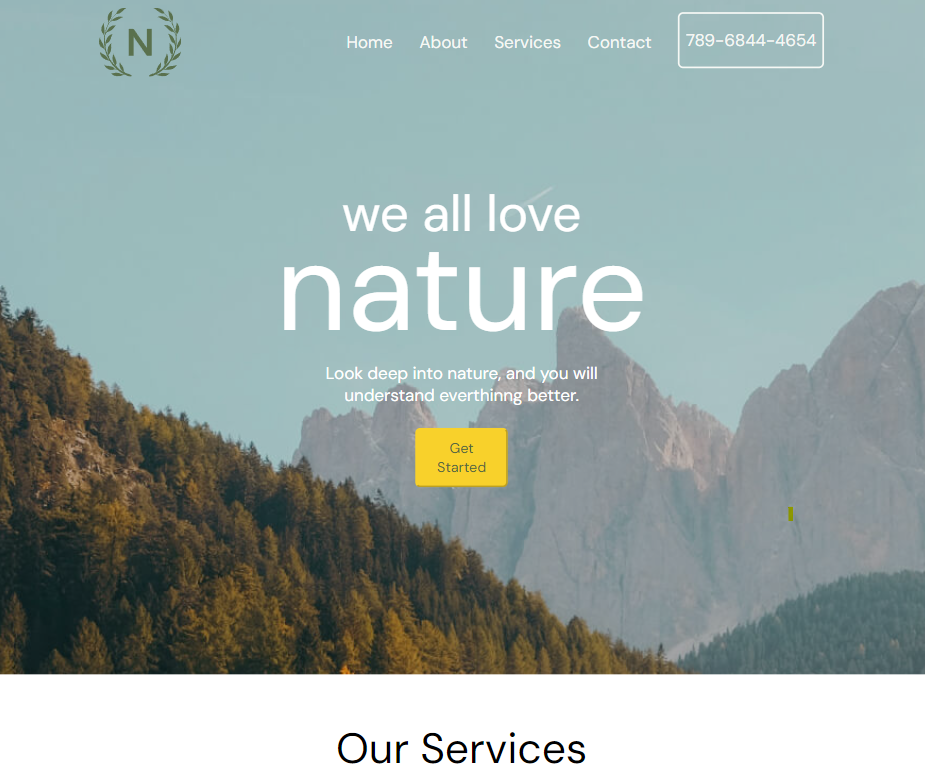 N
Home About Services Contact 789-6844-4654
we all love
nature
Look deep into nature, and you will
understand everthinng better.
Get
Started
Our Services